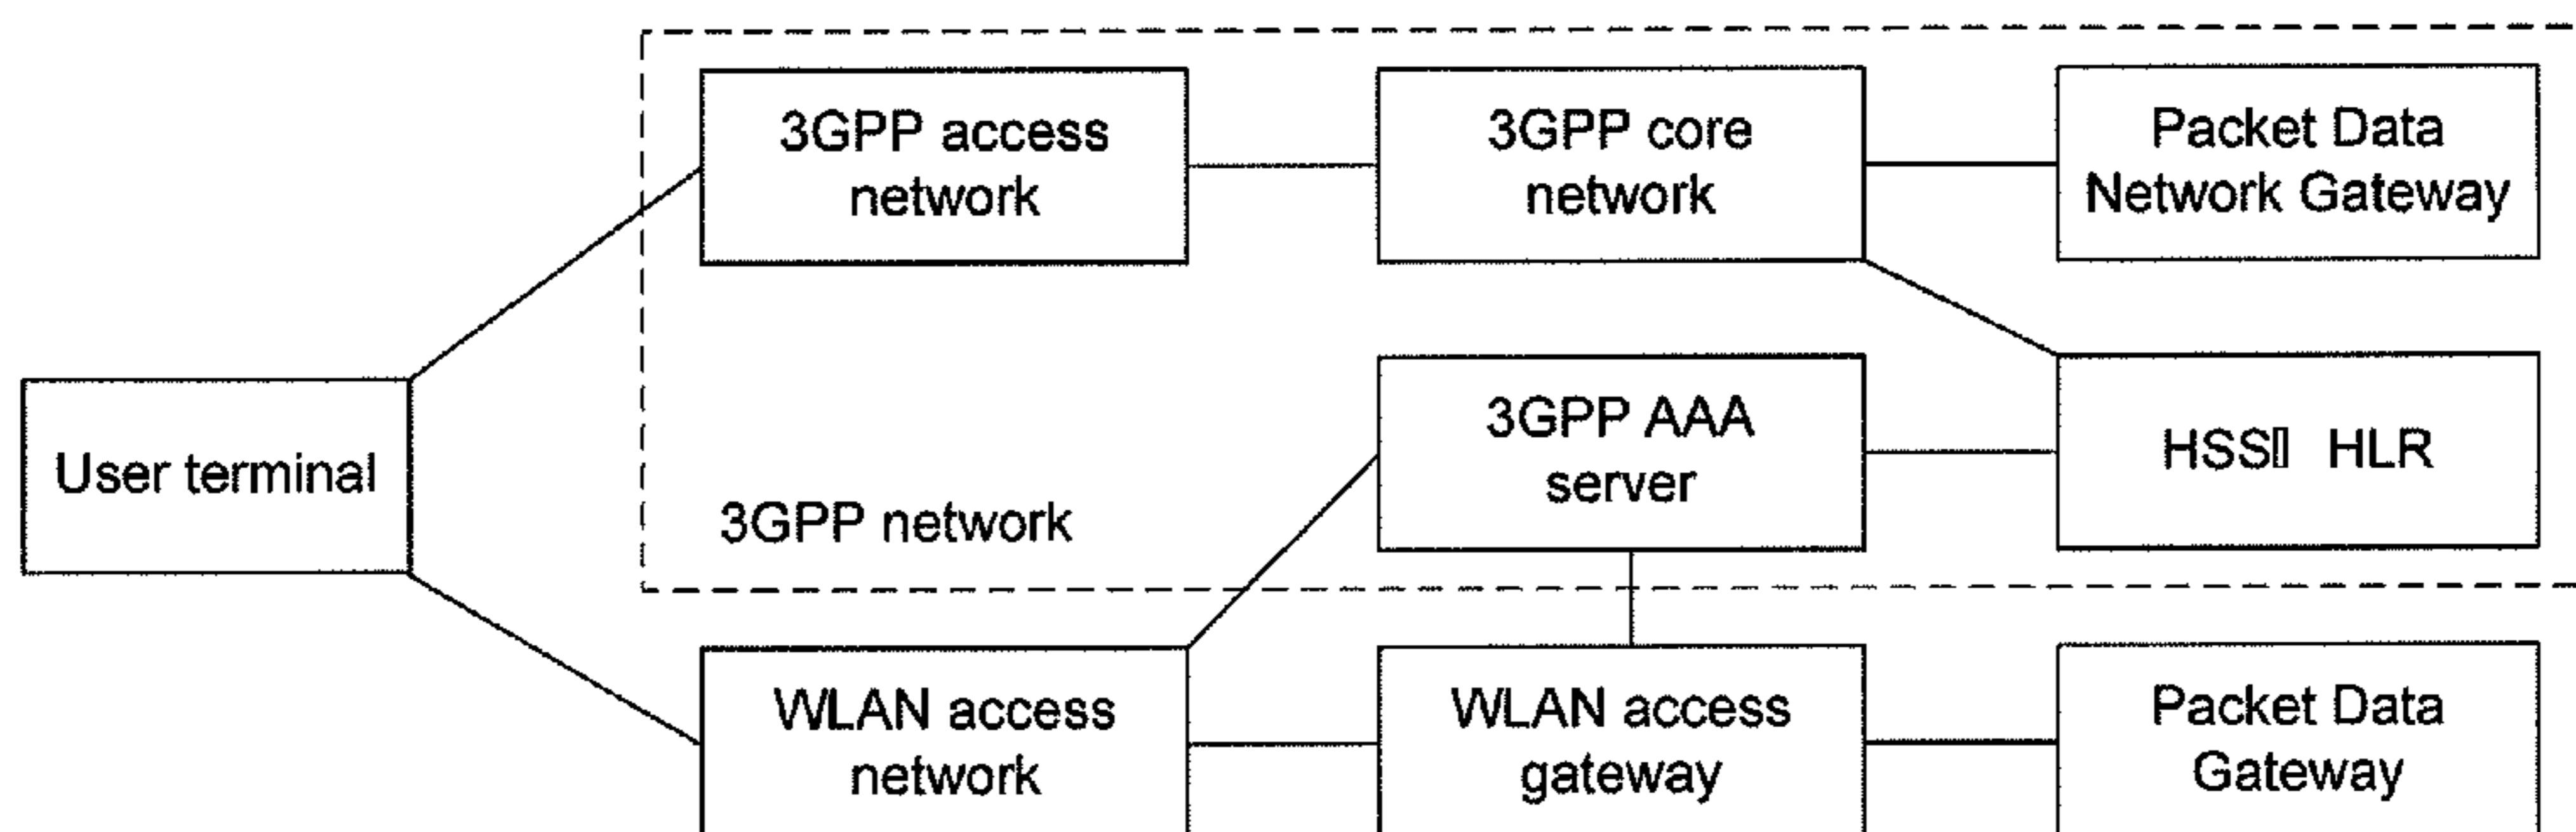 3GPP access
network
3GPP core
network
Packet Data
Network Gateway
User terminal
3GPP network
3GPP AAA
server
HSS▯ HLR
WLAN access
network
WLAN access
gateway
Packet Data
Gateway